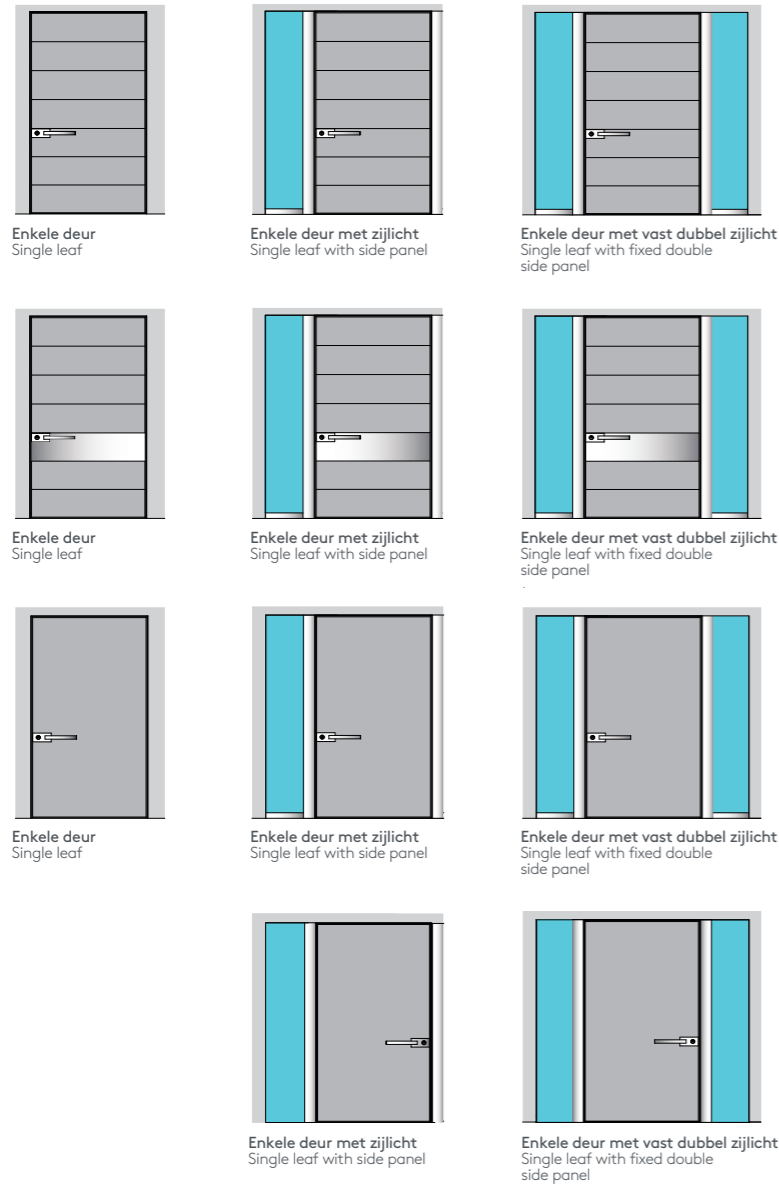 Enkele deur
Single leaf
Enkele deur met zijlicht
Single leaf with side panel
Enkele deur met vast dubbel zijlicht
Single leaf with fixed double
side panel
Enkele deur
Single leaf
Enkele deur met zijlicht
Single leaf with side panel
Enkele deur met vast dubbel zijlicht
Single leaf with fixed double
side panel
Enkele deur
Single leaf
Enkele deur met zijlicht
Single leaf with side panel
Enkele deur met vast dubbel zijlicht
Single leaf with fixed double
side panel
Enkele deur met zijlicht
Single leaf with side panel
Enkele deur met vast dubbel zijlicht
Single leaf with fixed double
side panel